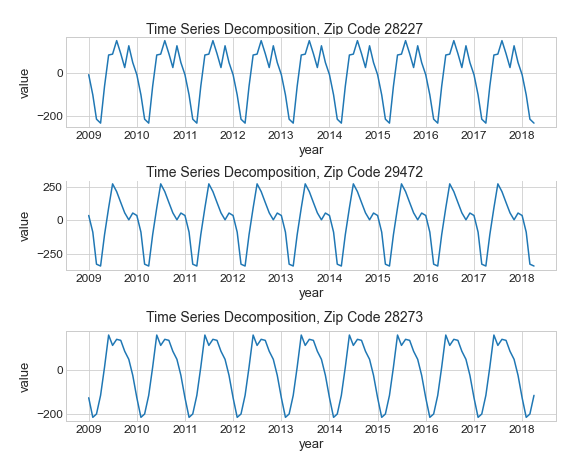 Time Series Decomposition, Zip Code 28227
0
−200
value
2009 2010 2011 2012 2013 2014 2015 2016 2017 2018
year
Time Series Decomposition, Zip Code 29472
250
0
−250
value
2009 2010 2011 2012 2013 2014 2015 2016 2017 2018
year
Time Series Decomposition, Zip Code 28273
0
−200
value
2009 2010 2011 2012 2013 2014 2015 2016 2017 2018
year